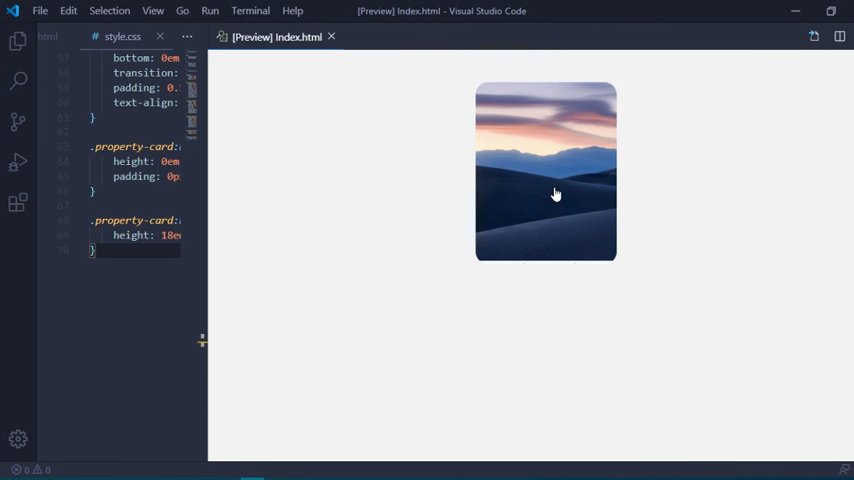 File Edit Selection View Go Run Terminal Help
[Preview] Index.html - Visual Studio Code
html
# style.css
[Preview] Index.html
57 bottom: 0em
58 transition:
59 padding: 0.
60 text-align:
61 }
62
63 .property-card:
64 height: 0em
65 padding: 0p
66 }
67
68 .property-card:
69 height: 18e
70 }
0 0